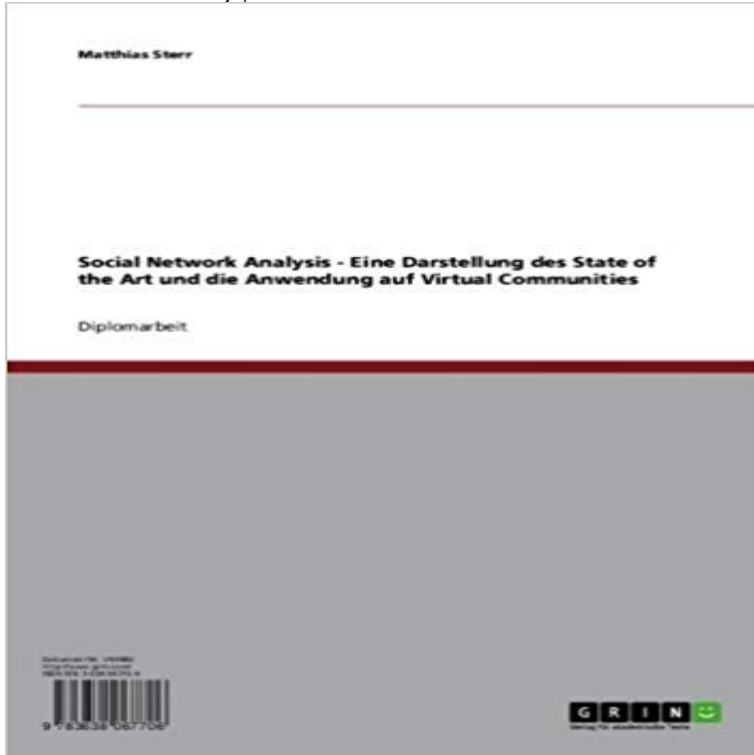 Matthias Sterr
Social Network Analysis - Eine Darstellung des State of
the Art und die Anwendung auf Virtual Communities
Diplomarbeit
GRIN